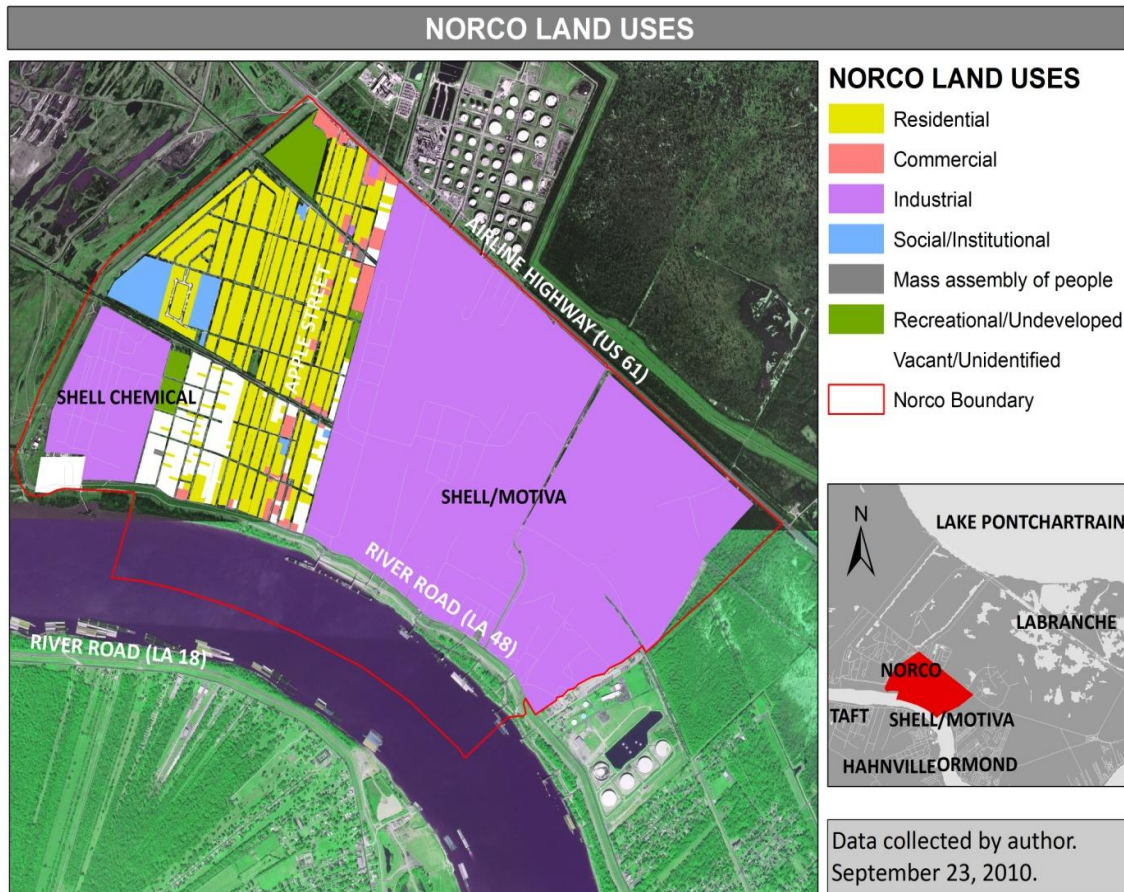 NORCO LAND USES
APPLE STREET
AIRLINE HIGHWAY (US 61)
SHELL CHEMICAL
SHELL/MOTIVA
RIVER ROAD (LA 48)
RIVER ROAD (LA 18)
NORCO LAND USES
Residential
Commercial
Industrial
Social/Institutional
Mass assembly of people
Recreational/Undeveloped
Vacant/Unidentified
Norco Boundary
N
LAKE PONTCHARTRAIN
LABRANCHE
NORCO
TAFT
SHELL/MOTIVA
HAHNVILLE
ORMOND
Data collected by author.
September 23, 2010.